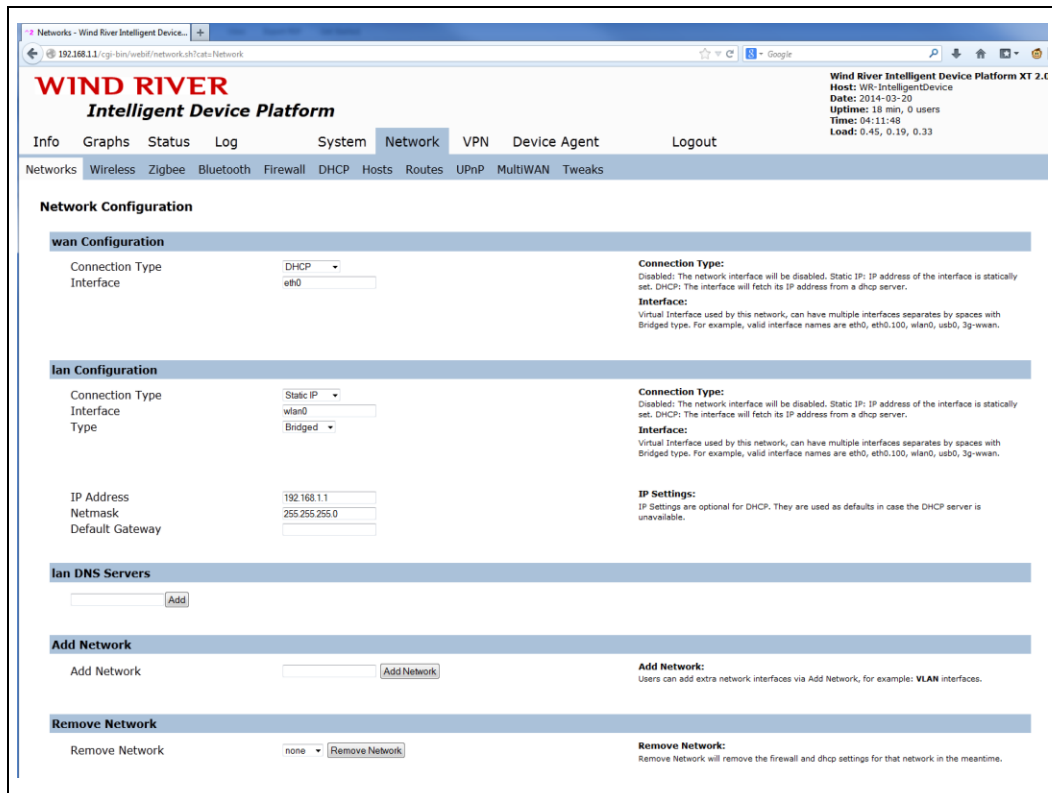 Networks - Wind River Intelligent Device... +
192.168.1.1/cgi-bin/webif/network.sh?cat=Network
Google
WIND RIVER
Intelligent Device Platform
Wind River Intelligent Device Platform XT 2.0
Host: WR-IntelligentDevice
Date: 2014-03-20
Uptime: 18 min, 0 users
Time: 04:11:48
Load: 0.45, 0.19, 0.33
Info Graphs Status Log System Network VPN Device Agent Logout
Networks Wireless Zigbee Bluetooth Firewall DHCP Hosts Routes UPnP MultiWAN Tweaks
Network Configuration
wan Configuration
Connection Type DHCP
Interface eth0
Connection Type:
Disabled: The network interface will be disabled. Static IP: IP address of the interface is statically
set. DHCP: The interface will fetch its IP address from a dhcp server.
Interface:
Virtual Interface used by this network, can have multiple interfaces separates by spaces with
Bridged type. For example, valid interface names are eth0, eth0.100, wlan0, usb0, 3g-wwan.
lan Configuration
Connection Type Static IP
Interface wlan0
Type Bridged
Connection Type:
Disabled: The network interface will be disabled. Static IP: IP address of the interface is statically
set. DHCP: The interface will fetch its IP address from a dhcp server.
Interface:
Virtual Interface used by this network, can have multiple interfaces separates by spaces with
Bridged type. For example, valid interface names are eth0, eth0.100, wlan0, usb0, 3g-wwan.
IP Address 192.168.1.1
Netmask 255.255.255.0
Default Gateway
IP Settings:
IP Settings are optional for DHCP. They are used as defaults in case the DHCP server is
unavailable.
lan DNS Servers
Add
Add Network
Add Network Add Network
Add Network:
Users can add extra network interfaces via Add Network, for example: VLAN interfaces.
Remove Network
Remove Network none Remove Network
Remove Network:
Remove Network will remove the firewall and dhcp settings for that network in the meantime.